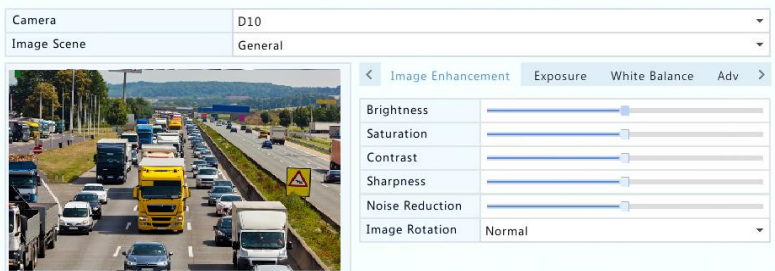 Camera D10
Image Scene General
< Image Enhancement Exposure White Balance Adv >
Brightness
Saturation
Contrast
Sharpness
Noise Reduction
Image Rotation Normal